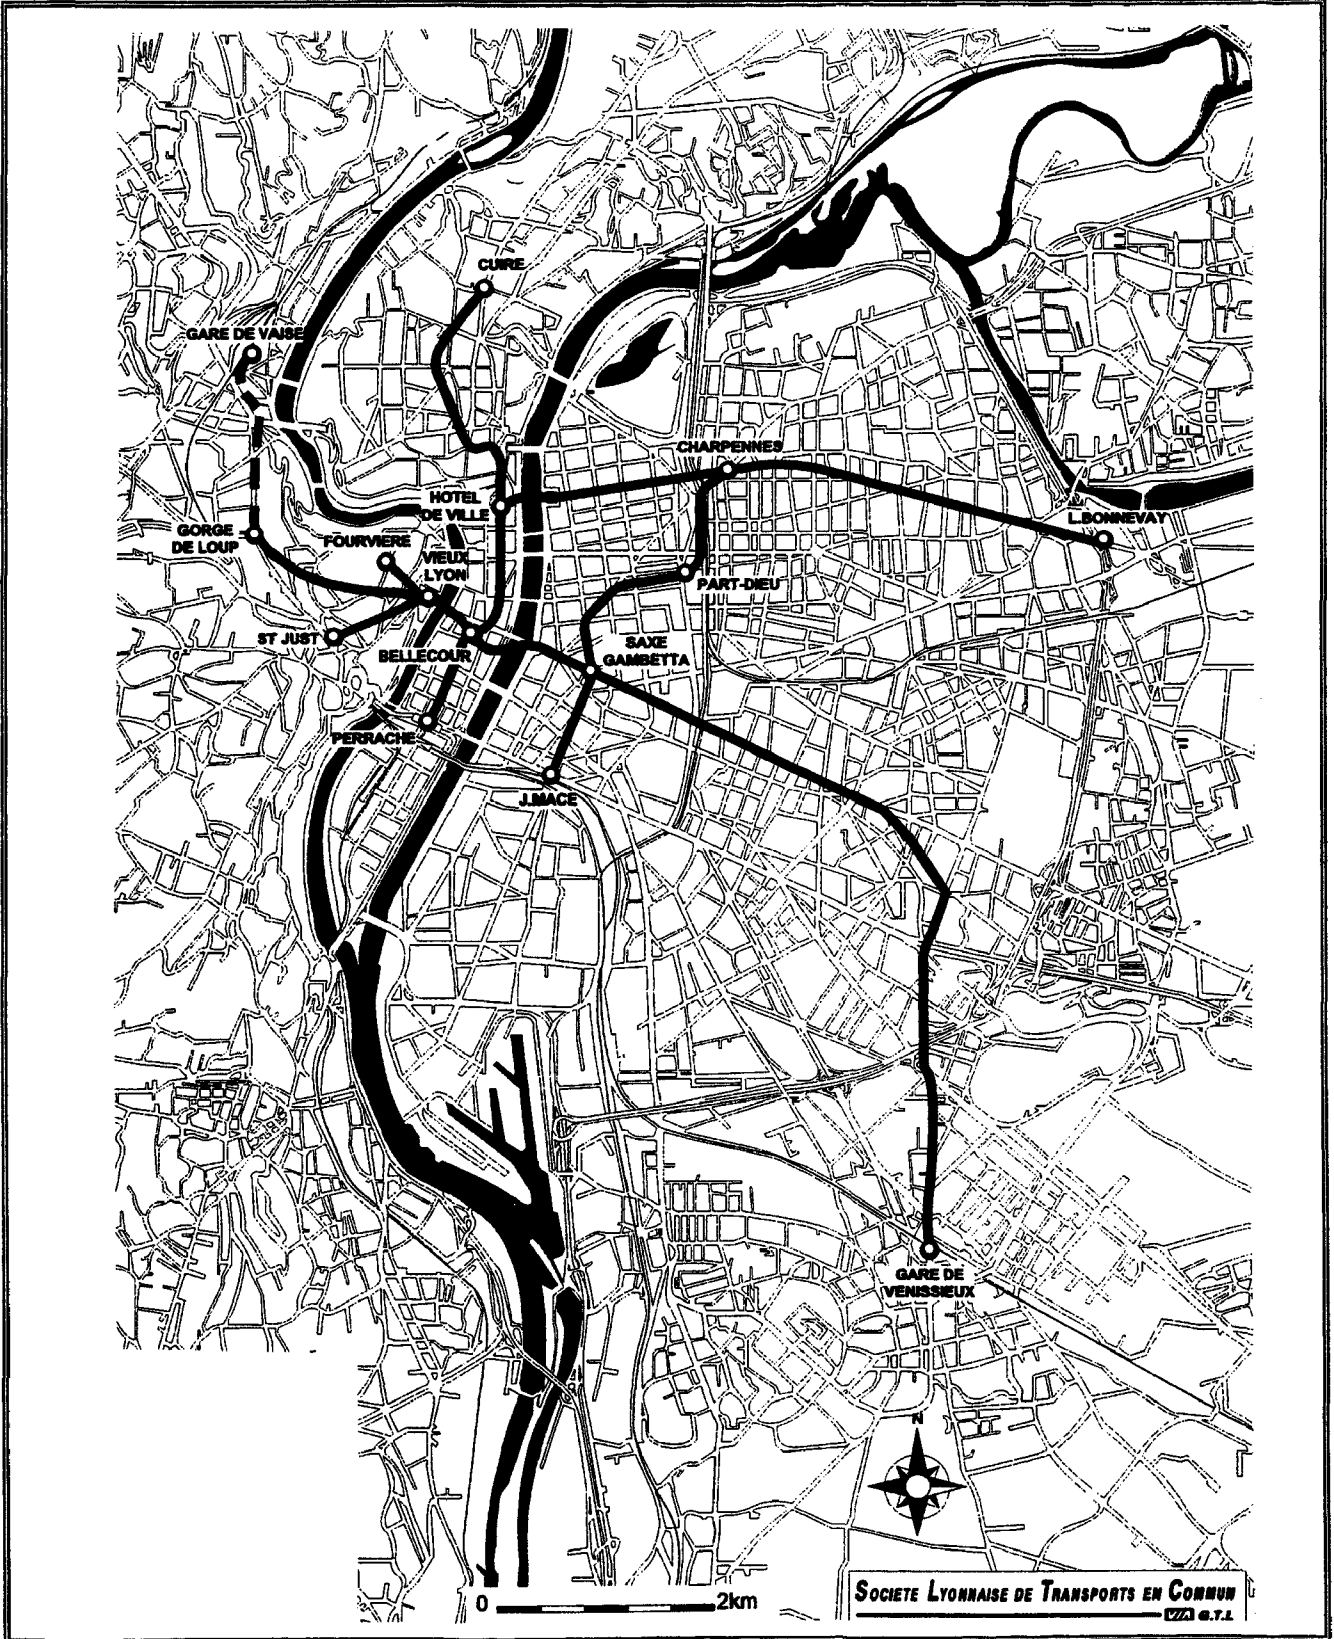 CUIRE
GARE DE VAISE
CHARPENNES
HOTEL
DE VILLE
L.BONNEVAY
GORGE
DE LOUP
FOURVIERE
VIEUX
LYON
PART-DIEU
ST JUST
BELLECOUR
SAXE
GAMBETTA
PERRACHE
J.MACE
GARE DE
VENISSIEUX
N
0 2km
SOCIETE LYONNAISE DE TRANSPORTS EN COMMUN
VIA G.T.I.